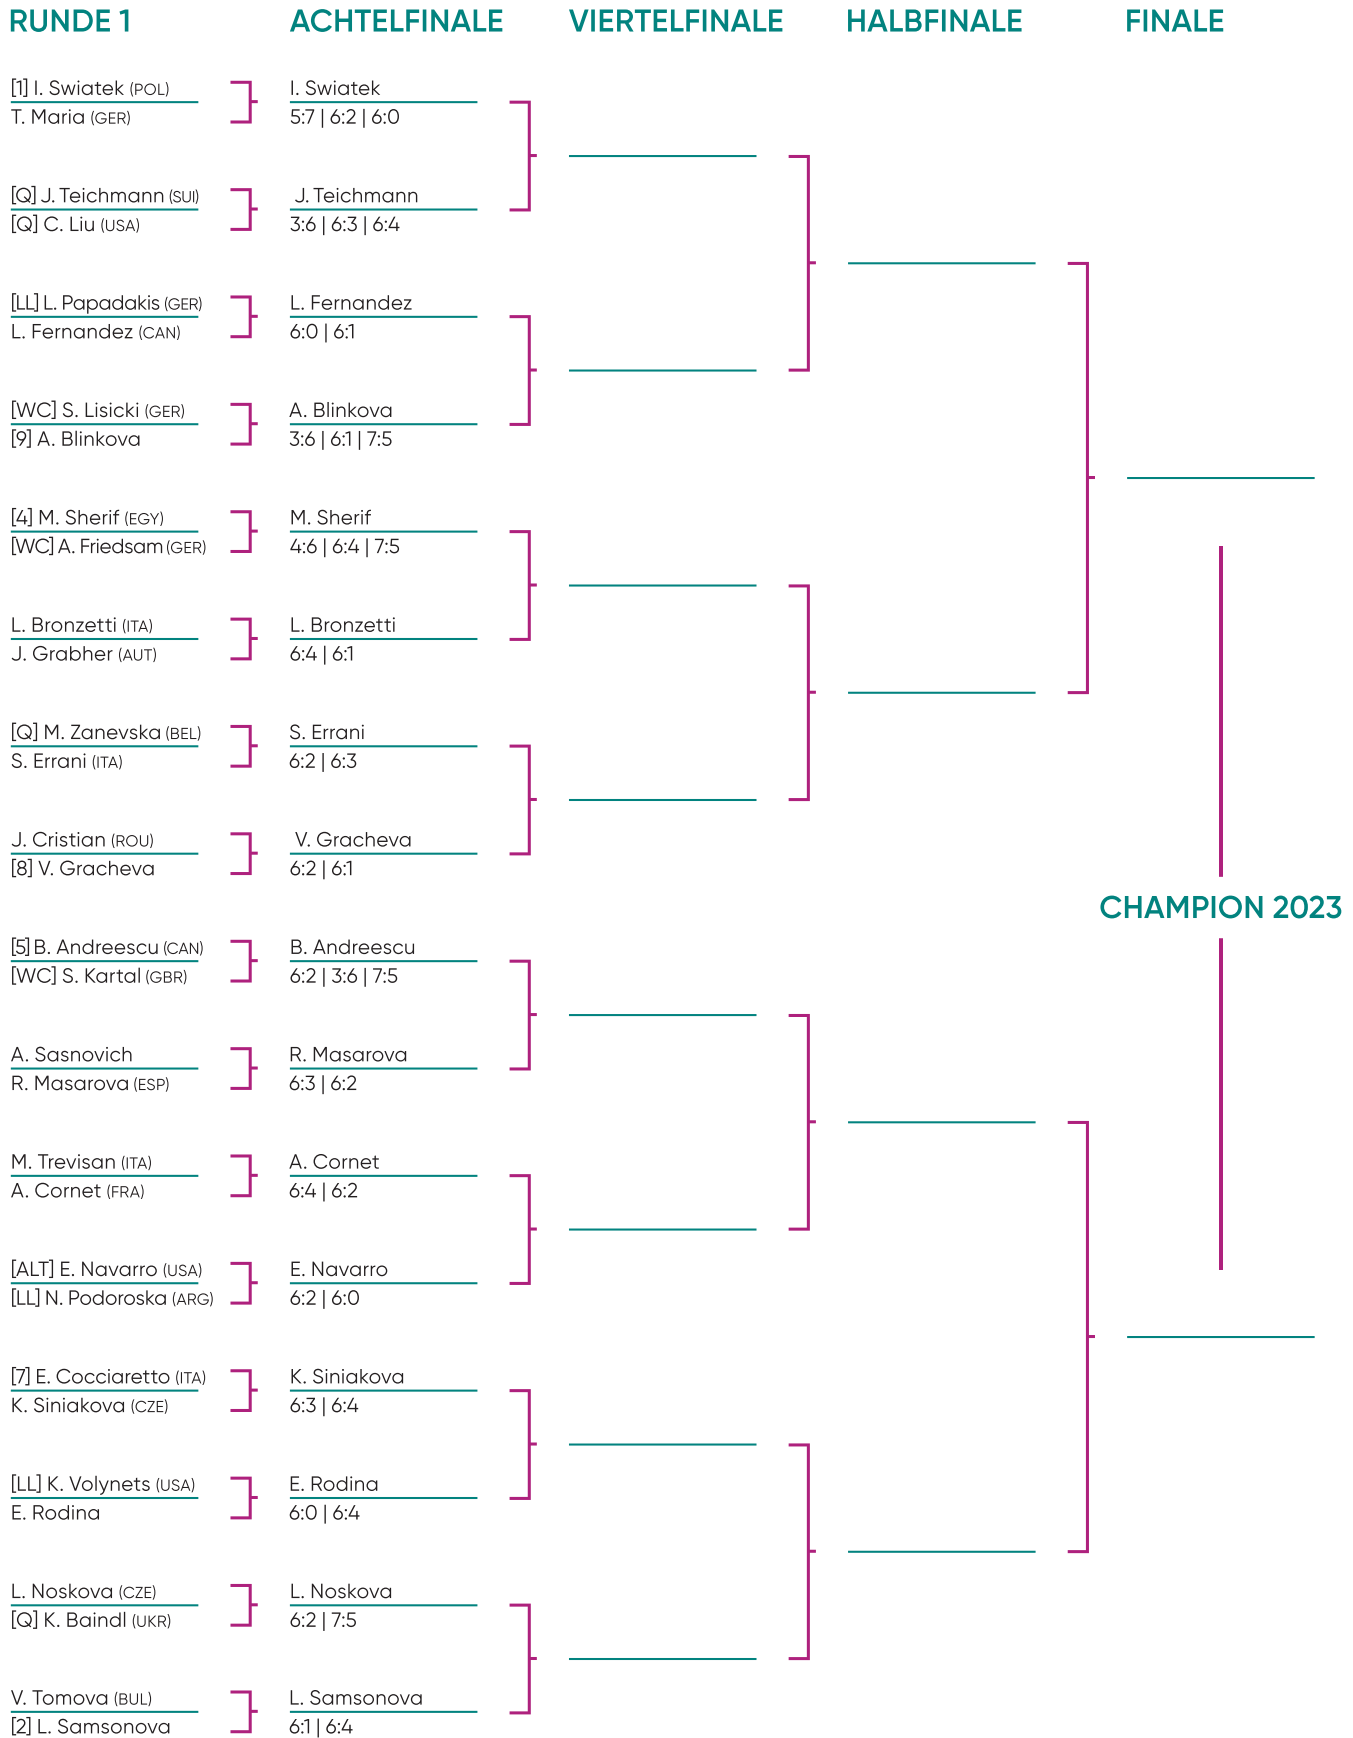 RUNDE 1
ACHTELFINALE
VIERTELFINALE
HALBFINALE
FINALE
[1] I. Swiatek (POL)
T. Maria (GER)
I. Swiatek
5:7 | 6:2 | 6:0
[Q] J. Teichmann (SUI)
[Q] C. Liu (USA)
J. Teichmann
3:6 | 6:3 | 6:4
[LL] L. Papadakis (GER)
L. Fernandez (CAN)
L. Fernandez
6:0 | 6:1
[WC] S. Lisicki (GER)
[9] A. Blinkova
A. Blinkova
3:6 | 6:1 | 7:5
[4] M. Sherif (EGY)
[WC] A. Friedsam (GER)
M. Sherif
4:6 | 6:4 | 7:5
L. Bronzetti (ITA)
J. Grabher (AUT)
L. Bronzetti
6:4 | 6:1
[Q] M. Zanevska (BEL)
S. Errani (ITA)
S. Errani
6:2 | 6:3
J. Cristian (ROU)
[8] V. Gracheva
V. Gracheva
6:2 | 6:1
CHAMPION 2023
[5] B. Andreescu (CAN)
[WC] S. Kartal (GBR)
B. Andreescu
6:2 | 3:6 | 7:5
A. Sasnovich
R. Masarova (ESP)
R. Masarova
6:3 | 6:2
M. Trevisan (ITA)
A. Cornet (FRA)
A. Cornet
6:4 | 6:2
[ALT] E. Navarro (USA)
[LL] N. Podoroska (ARG)
E. Navarro
6:2 | 6:0
[7] E. Cocciaretto (ITA)
K. Siniakova (CZE)
K. Siniakova
6:3 | 6:4
[LL] K. Volynets (USA)
E. Rodina
E. Rodina
6:0 | 6:4
L. Noskova (CZE)
[Q] K. Baindl (UKR)
L. Noskova
6:2 | 7:5
V. Tomova (BUL)
[2] L. Samsonova
L. Samsonova
6:1 | 6:4